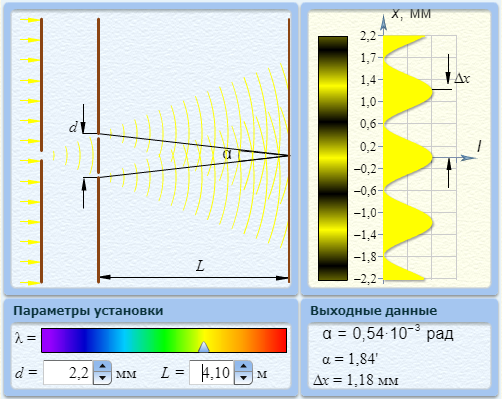 d
α
L
x, мм
2,2
1,7
1,4
1,0
0,6
0,2
−0,2
−0,6
−1,0
−1,4
−1,8
−2,2
Δx
I
Параметры установки
λ =
d = 2,2 мм L = 4,10 м
Выходные данные
α = 0,54·10⁻³ рад
α = 1,84′
Δx = 1,18 мм